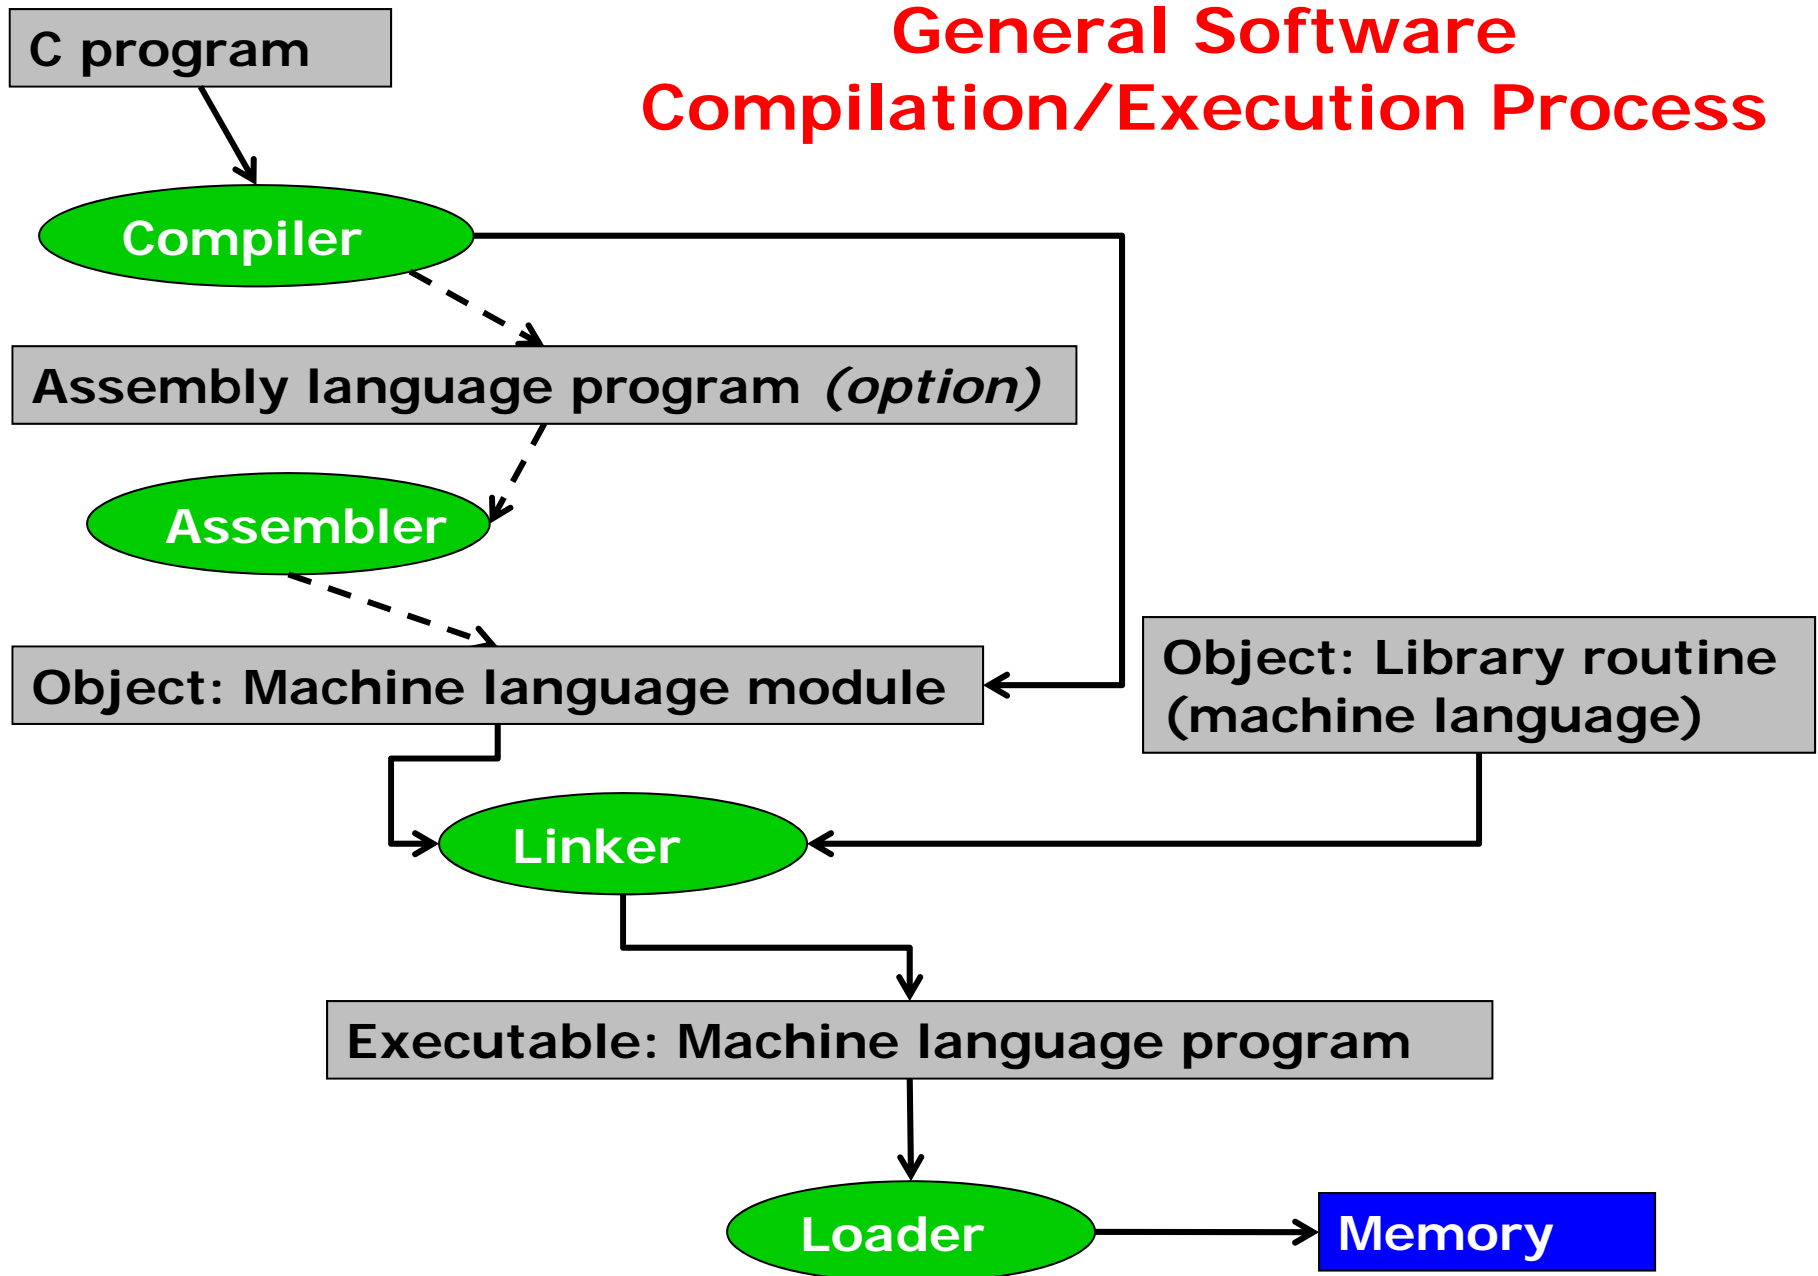 General Software
Compilation/Execution Process
C program
Compiler
Assembly language program (option)
Assembler
Object: Machine language module
Object: Library routine
(machine language)
Linker
Executable: Machine language program
Loader
Memory